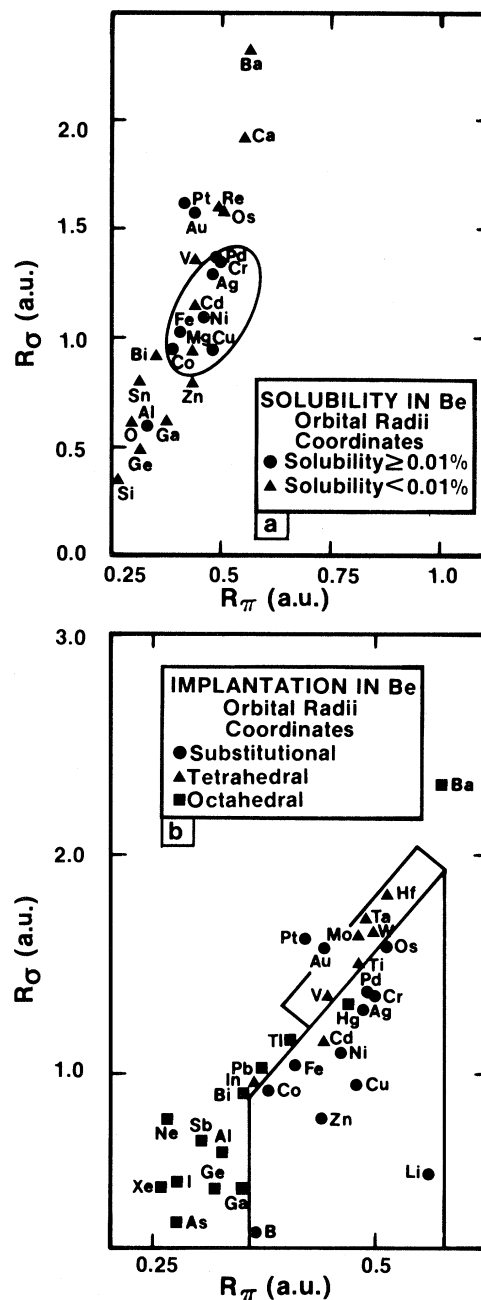 Ba
2.0
Ca
Pt Re
Au Os
1.5
V Pd
Cr
Ag
Cd
Fe Ni
1.0
Mg Cu
Bi Co
Sn Zn
Al
O Ga
0.5
Ge
Si
0.0
Rσ (a.u.)
SOLUBILITY IN Be
Orbital Radii
Coordinates
● Solubility ≥ 0.01%
▲ Solubility < 0.01%
a
0.25 0.5 0.75 1.0
Rπ (a.u.)
3.0
IMPLANTATION IN Be
Orbital Radii
Coordinates
● Substitutional
▲ Tetrahedral
■ Octahedral
b
Ba
2.0
Hf
Ta
Pt Mo W
Au Os
Ti
Pd
V Cr
Hg Ag
Tl Cd
Ni
Pb Fe
1.0
In
Bi Co Cu
Ne Zn
Sb Al
Li
Xe I Ge
Ga
As B
Rσ (a.u.)
0.25 0.5
Rπ (a.u.)